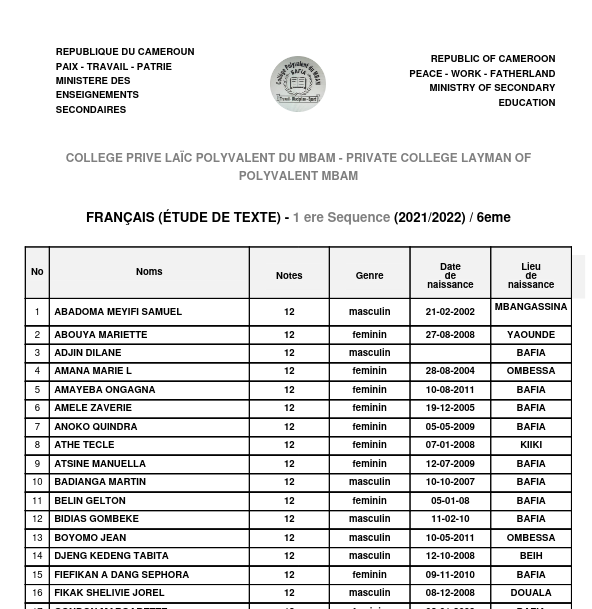 REPUBLIQUE DU CAMEROUN
PAIX - TRAVAIL - PATRIE
MINISTERE DES
ENSEIGNEMENTS
SECONDAIRES
REPUBLIC OF CAMEROON
PEACE - WORK - FATHERLAND
MINISTRY OF SECONDARY
EDUCATION
COLLEGE PRIVE LAÏC POLYVALENT DU MBAM - PRIVATE COLLEGE LAYMAN OF
POLYVALENT MBAM
FRANÇAIS (ÉTUDE DE TEXTE) - 1 ere Sequence (2021/2022) / 6eme
No Noms Notes Genre Date de naissance Lieu de naissance
1 ABADOMA MEYIFI SAMUEL 12 masculin 21-02-2002 MBANGASSINA
2 ABOUYA MARIETTE 12 feminin 27-08-2008 YAOUNDE
3 ADJIN DILANE 12 masculin BAFIA
4 AMANA MARIE L 12 feminin 28-08-2004 OMBESSA
5 AMAYEBA ONGAGNA 12 feminin 10-08-2011 BAFIA
6 AMELE ZAVERIE 12 feminin 19-12-2005 BAFIA
7 ANOKO QUINDRA 12 feminin 05-05-2009 BAFIA
8 ATHE TECLE 12 feminin 07-01-2008 KIIKI
9 ATSINE MANUELLA 12 feminin 12-07-2009 BAFIA
10 BADIANGA MARTIN 12 masculin 10-10-2007 BAFIA
11 BELIN GELTON 12 feminin 05-01-08 BAFIA
12 BIDIAS GOMBEKE 12 masculin 11-02-10 BAFIA
13 BOYOMO JEAN 12 masculin 10-05-2011 OMBESSA
14 DJENG KEDENG TABITA 12 masculin 12-10-2008 BEIH
15 FIEFIKAN A DANG SEPHORA 12 feminin 09-11-2010 BAFIA
16 FIKAK SHELIVIE JOREL 12 masculin 08-12-2008 DOUALA